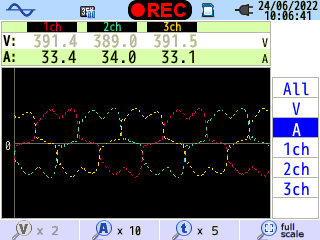 REC 24/06/2022
10:06:41
1ch 2ch 3ch
V: 391.4 389.0 391.5 V
A: 33.4 34.0 33.1 A
All
V
A
1ch
2ch
3ch
0
V x 2 A x 10 t x 5 full scale